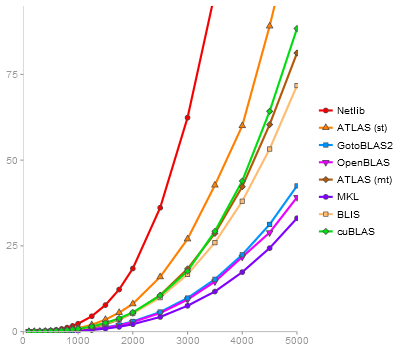 75
50
25
0
0 1000 2000 3000 4000 5000
Netlib
ATLAS (st)
GotoBLAS2
OpenBLAS
ATLAS (mt)
MKL
BLIS
cuBLAS